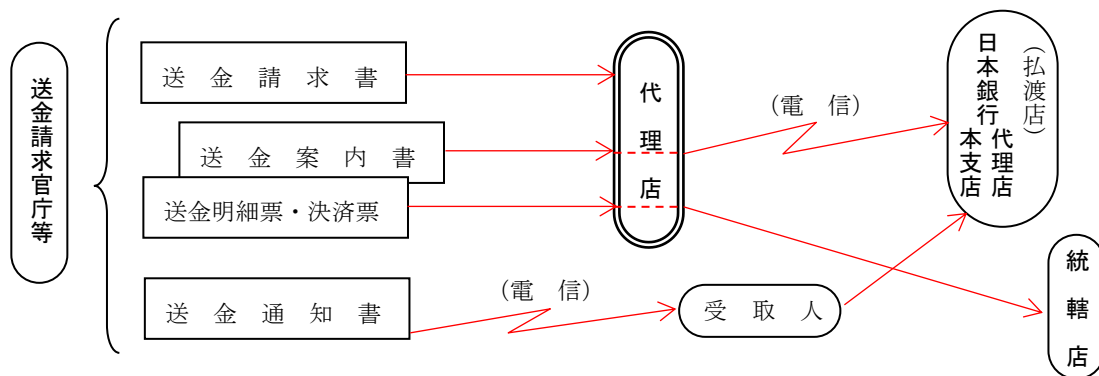 送金請求官庁等
送金請求書
送金案内書
送金明細票・決済票
送金通知書
(電信)
代理店
(電信)
受取人
(払渡店)
日本銀行
代理店
本支店
統轄店